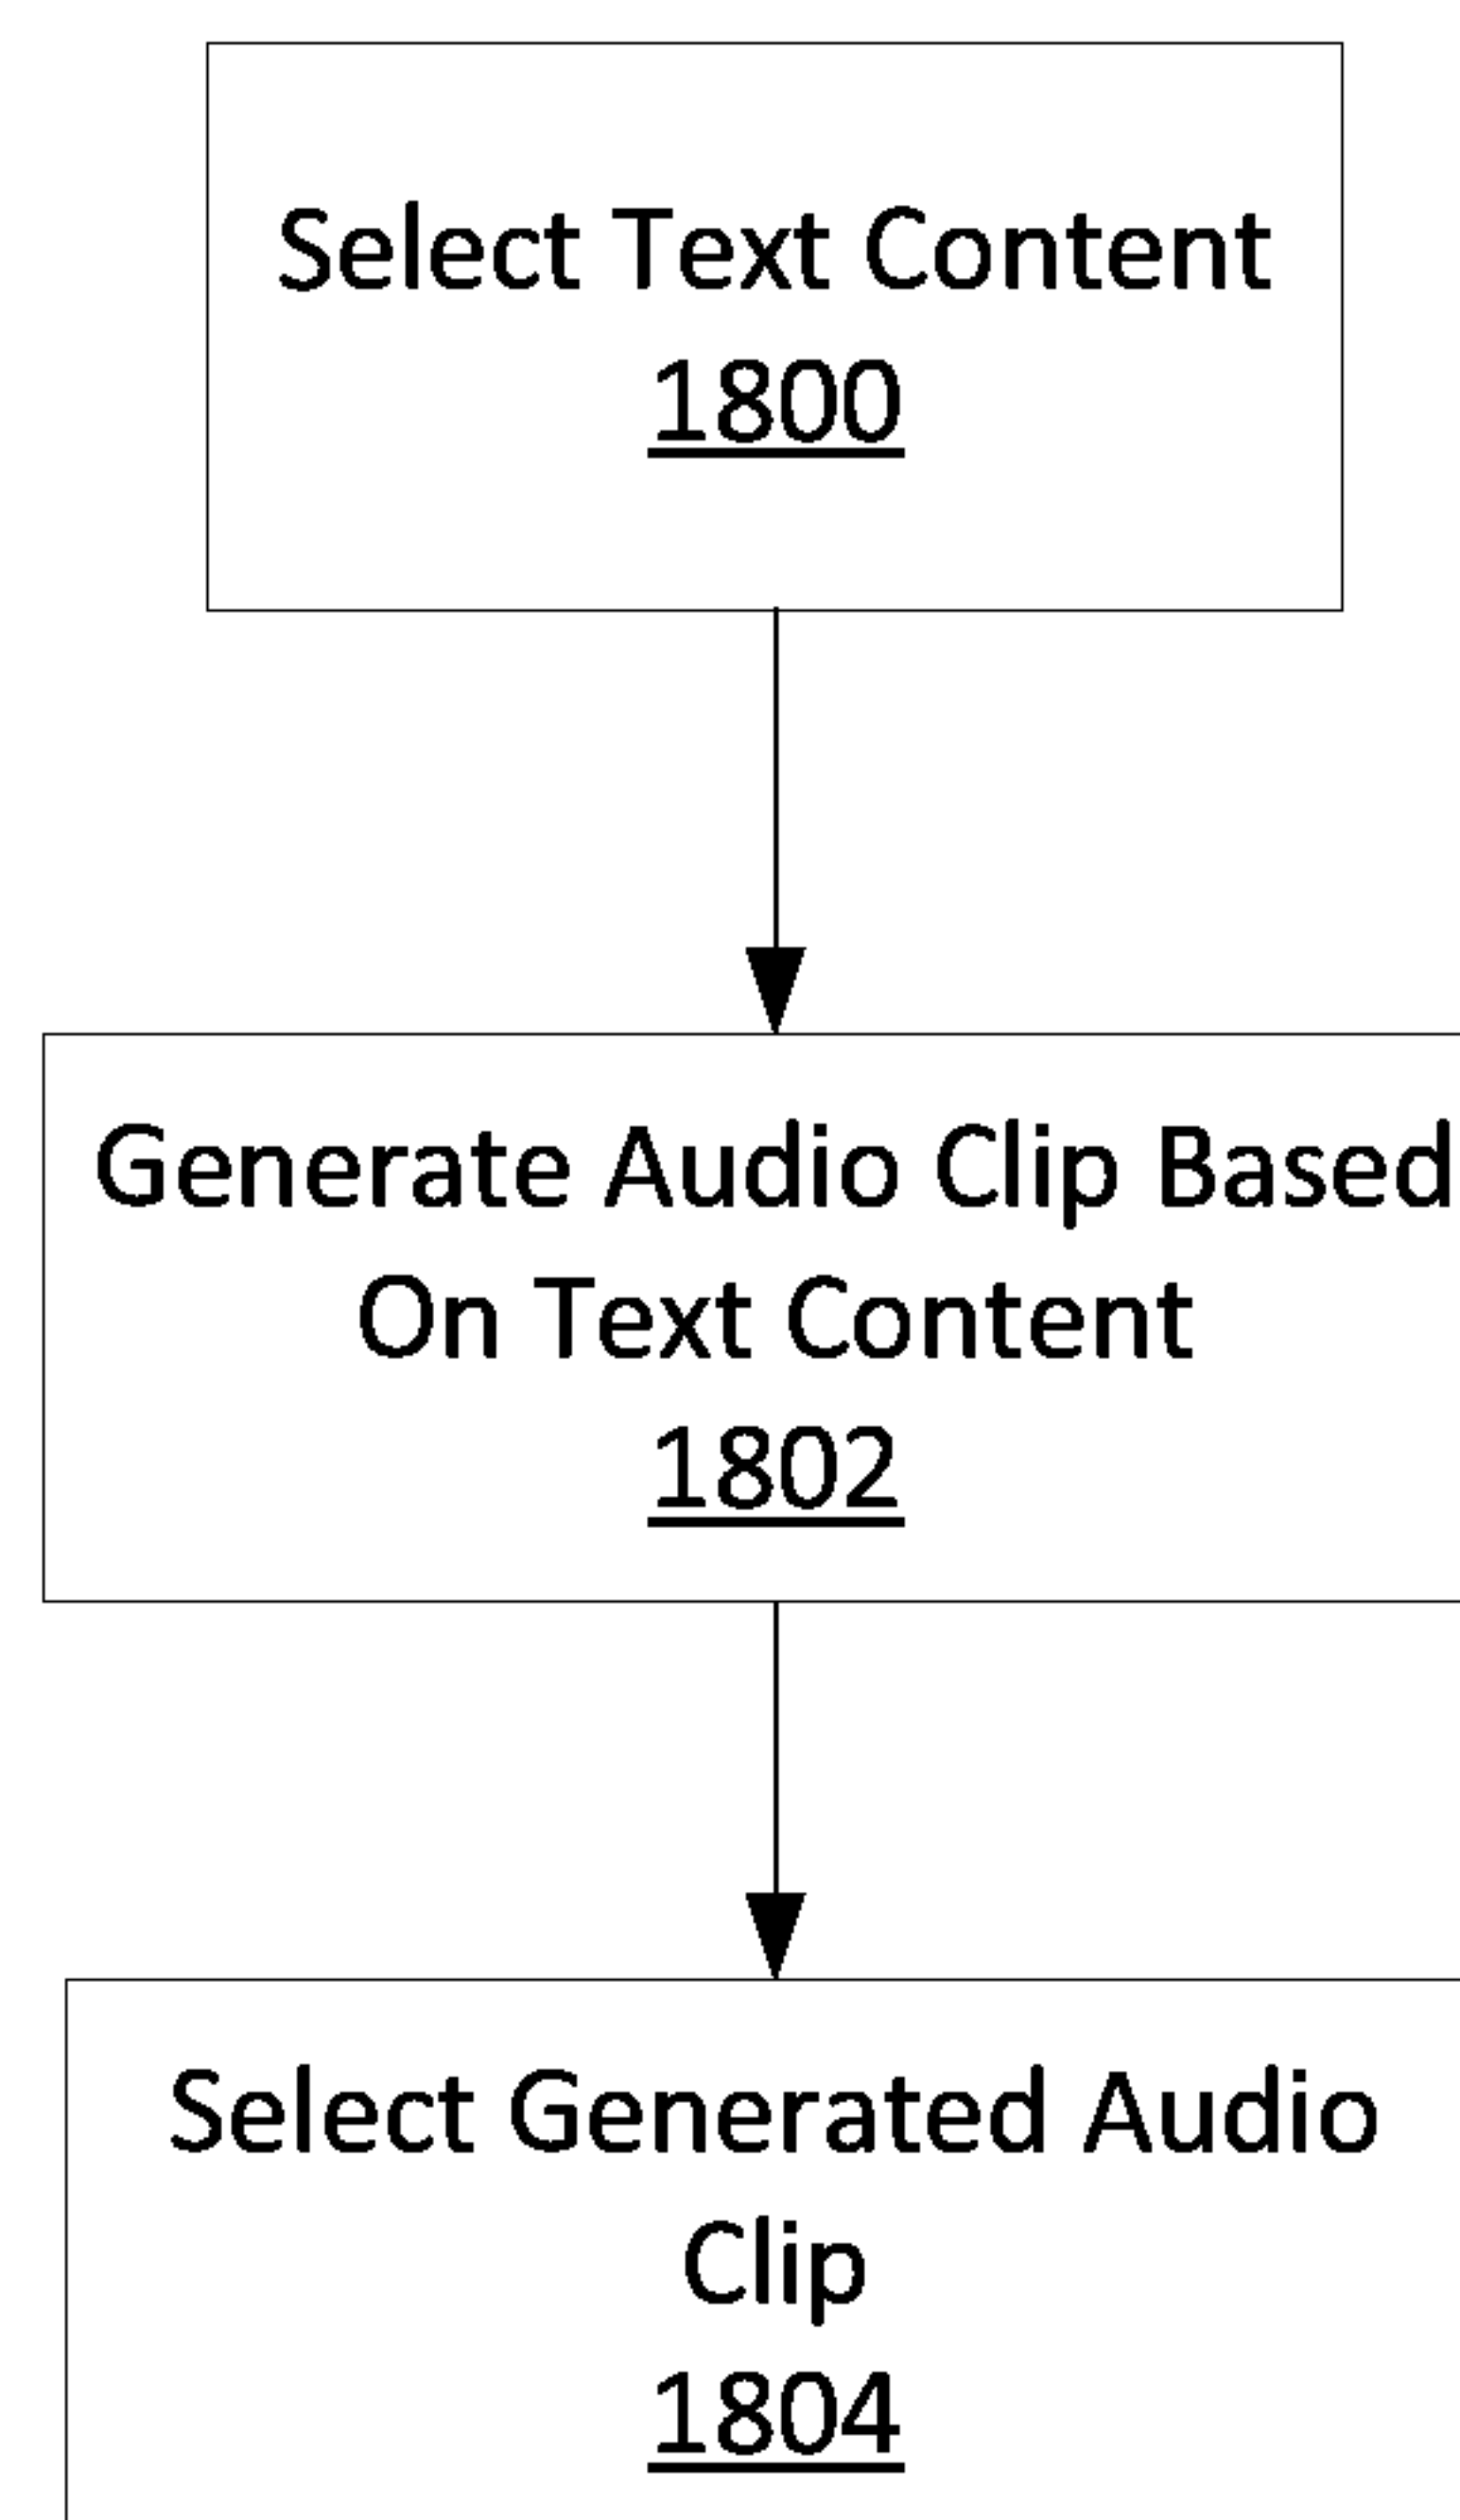 Select Text Content
1800
Generate Audio Clip Based
On Text Content
1802
Select Generated Audio
Clip
1804